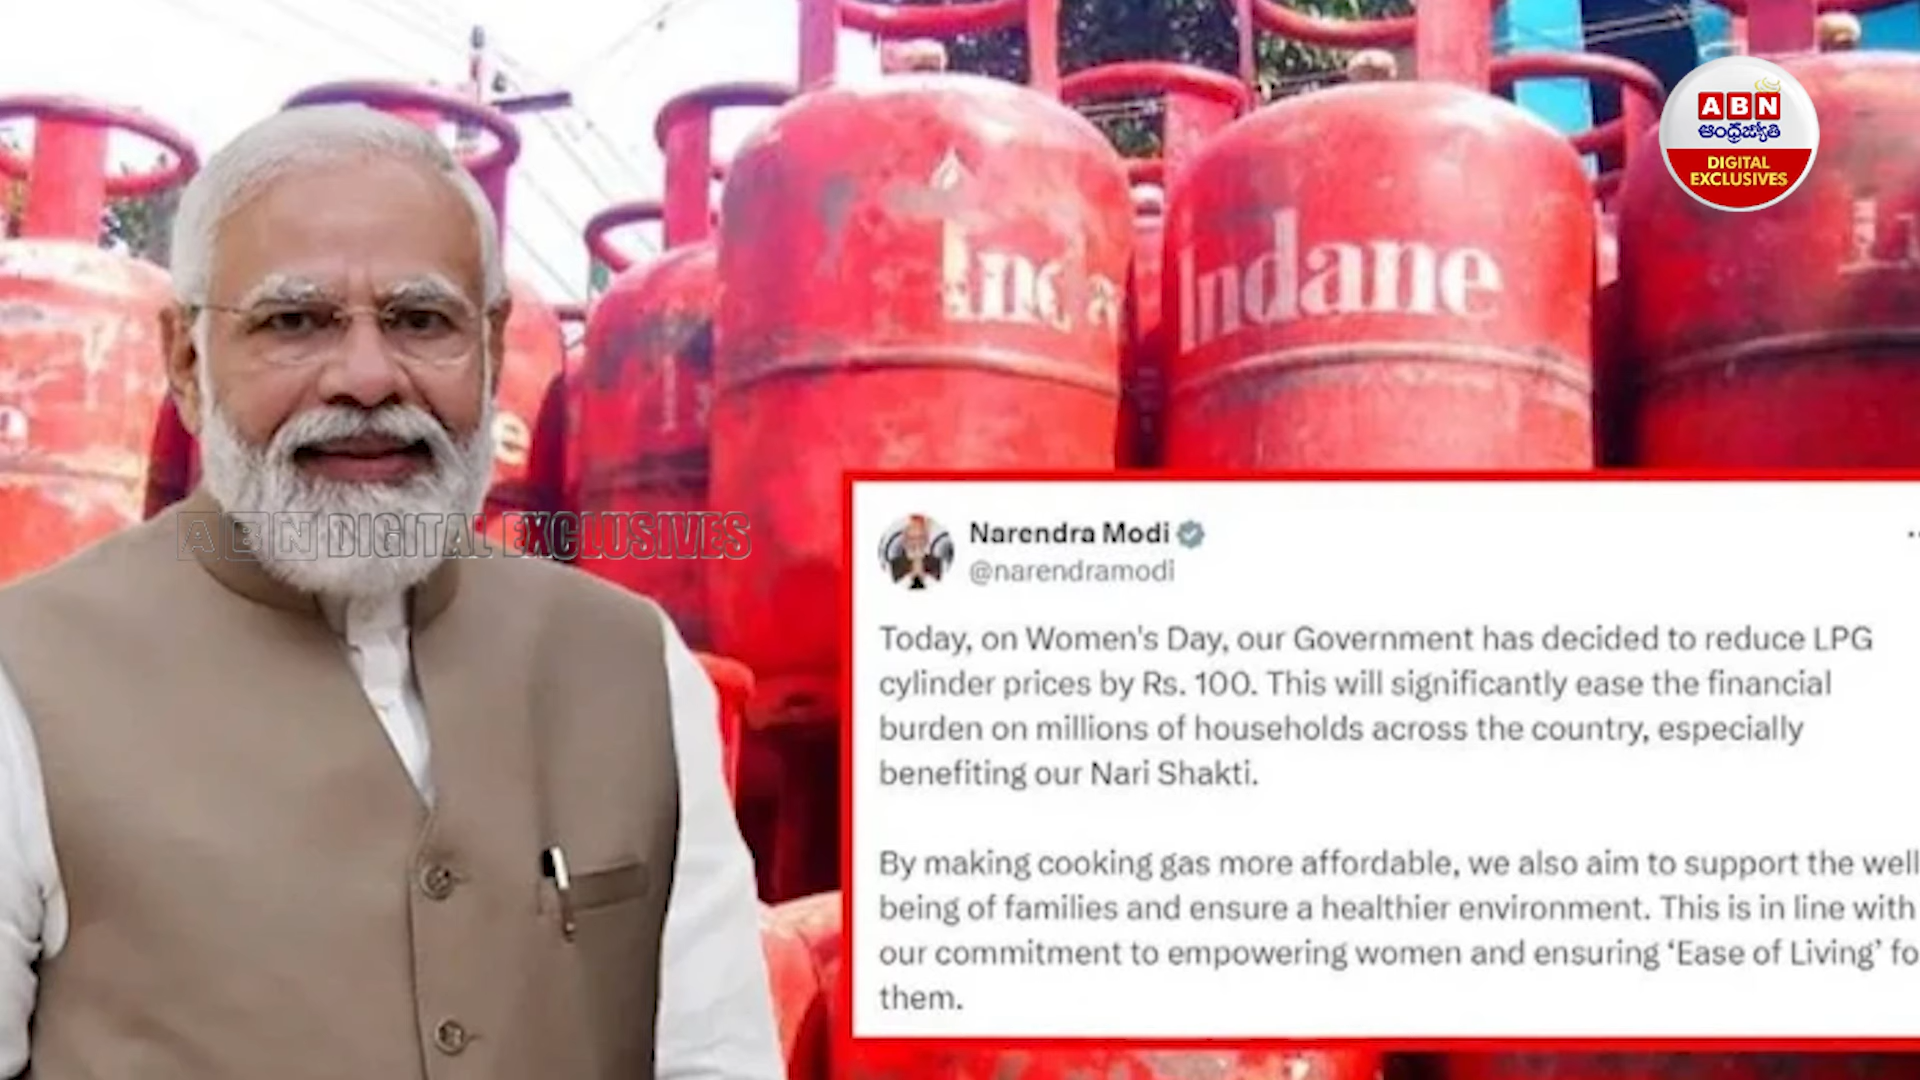 ABN
ఆంధ్రజ్యోతి
DIGITAL
EXCLUSIVES
Indane
ABN DIGITAL EXCLUSIVES
Narendra Modi
@narendramodi
Today, on Women's Day, our Government has decided to reduce LPG
cylinder prices by Rs. 100. This will significantly ease the financial
burden on millions of households across the country, especially
benefiting our Nari Shakti.
By making cooking gas more affordable, we also aim to support the well
being of families and ensure a healthier environment. This is in line with
our commitment to empowering women and ensuring ‘Ease of Living’ fo
them.